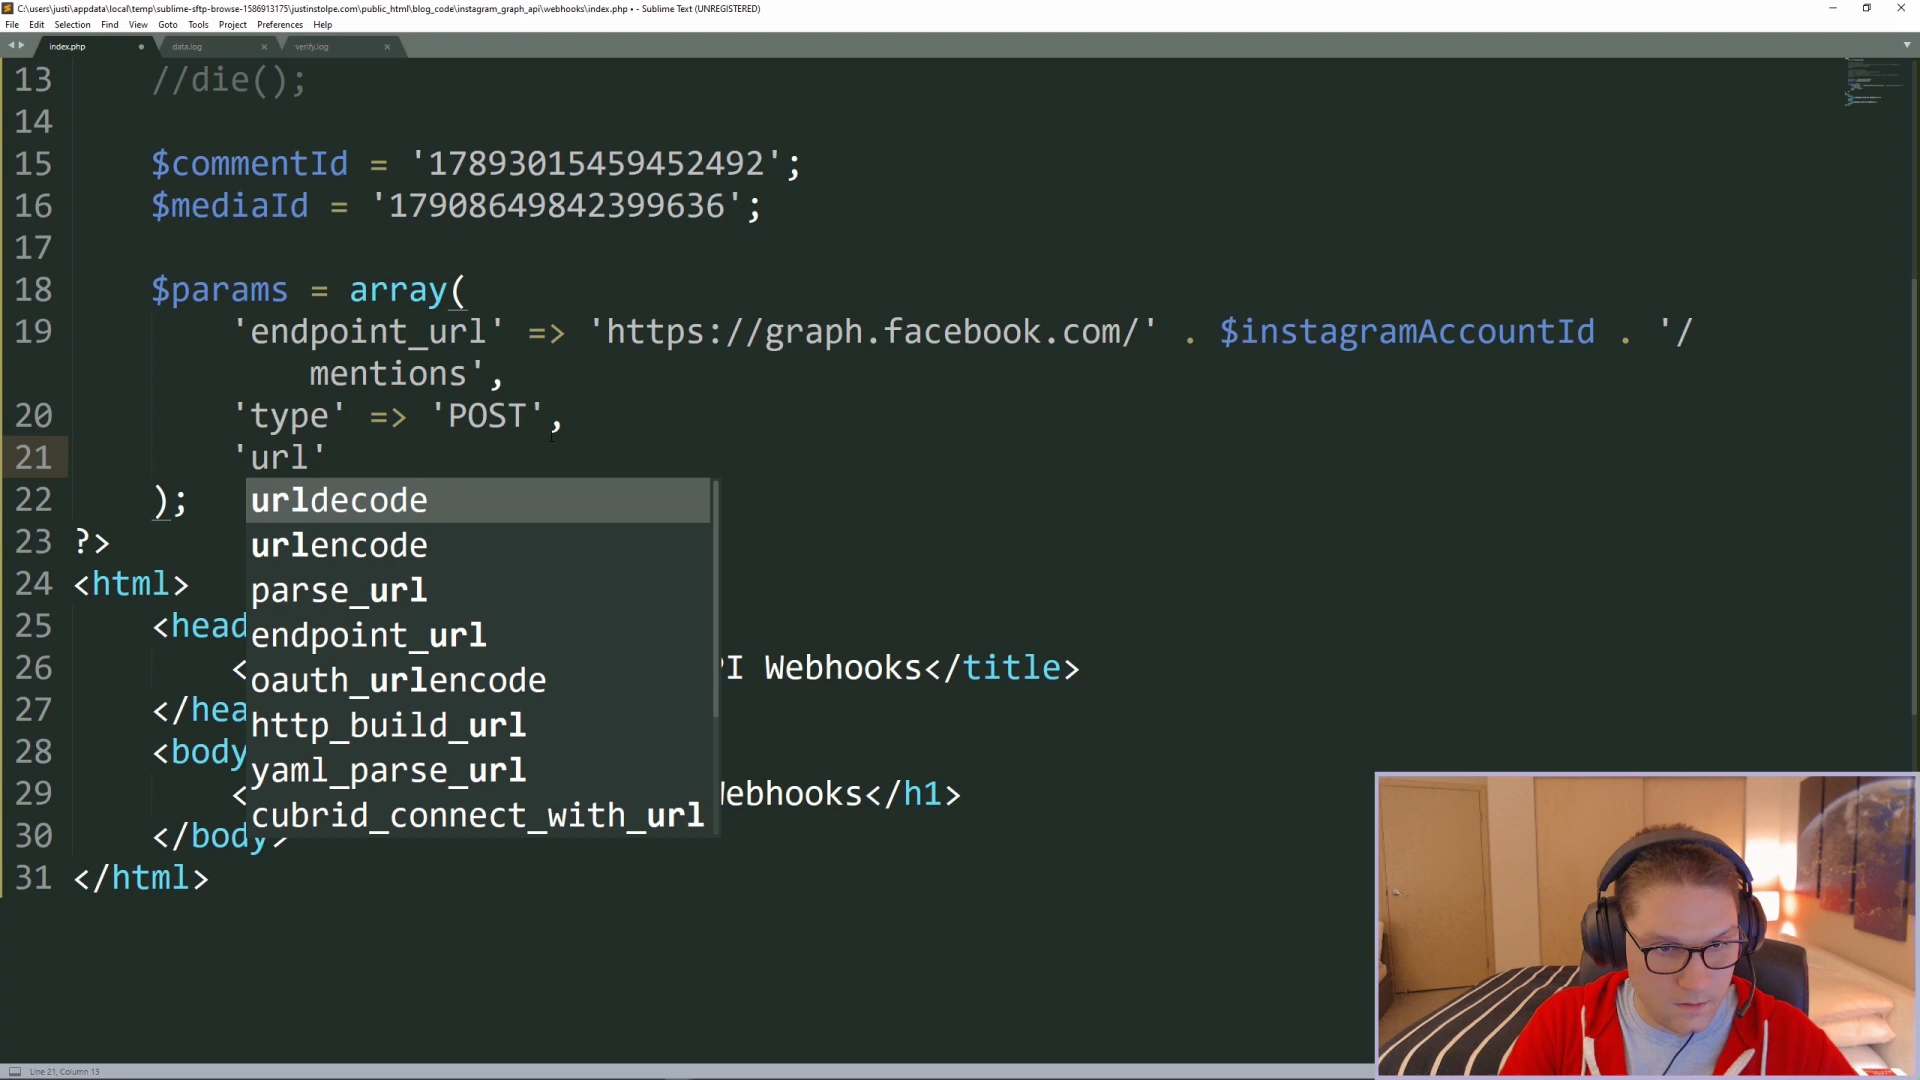 C:\users\justi\appdata\local\temp\sublime-sftp-browse-1586913175\justinstolpe.com\public_html\blog_code\instagram_graph_api\webhooks\index.php • - Sublime Text (UNREGISTERED)
File Edit Selection Find View Goto Tools Project Preferences Help
index.php data.log verify.log
13 //die();
14
15 $commentId = '17893015459452492';
16 $mediaId = '17908649842399636';
17
18 $params = array(
19 'endpoint_url' => 'https://graph.facebook.com/' . $instagramAccountId . '/
mentions',
20 'type' => 'POST',
21 'url'
22 );
urldecode
23 ?>
urlencode
24 <html>
parse_url
25 <head
endpoint_url
26 < PI Webhooks</title>
oauth_urlencode
27 </hea
http_build_url
28 <body
yaml_parse_url
29 < Webhooks</h1>
cubrid_connect_with_url
30 </body>
31 </html>
Line 21, Column 13